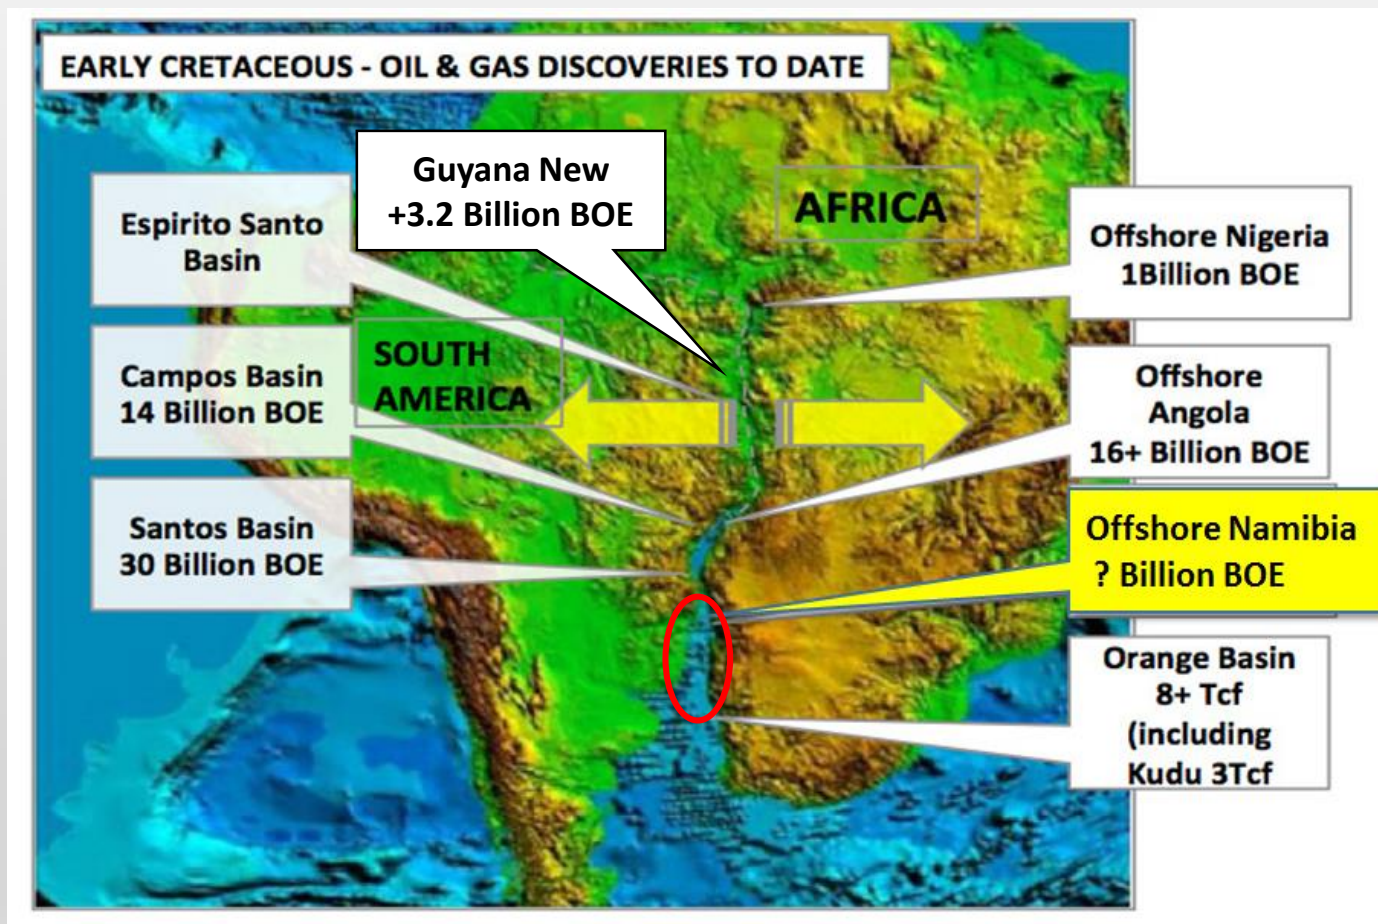 EARLY CRETACEOUS - OIL & GAS DISCOVERIES TO DATE
Guyana New
+3.2 Billion BOE
AFRICA
Espirito Santo
Basin
Offshore Nigeria
1Billion BOE
SOUTH
AMERICA
Campos Basin
14 Billion BOE
Offshore
Angola
16+ Billion BOE
Santos Basin
30 Billion BOE
Offshore Namibia
? Billion BOE
Orange Basin
8+ Tcf
(including
Kudu 3Tcf